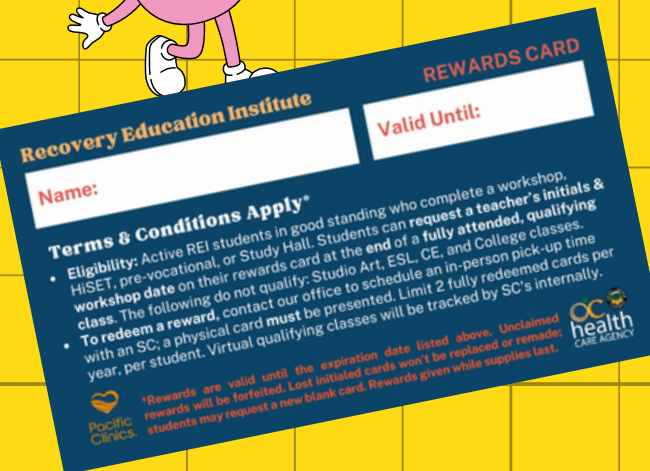 REWARDS CARD
Recovery Education Institute
Name:
Valid Until:
Terms & Conditions Apply*
• Eligibility: Active REI students in good standing who complete a workshop,
HiSET, pre-vocational, or Study Hall. Students can request a teacher's initials &
workshop date on their rewards card at the end of a fully attended, qualifying
class. The following do not qualify: Studio Art, ESL, CE, and College classes.
• To redeem a reward, contact our office to schedule an in-person pick-up time
with an SC; a physical card must be presented. Limit 2 fully redeemed cards per
year, per student. Virtual qualifying classes will be tracked by SC's internally.
*Rewards are valid until the expiration date listed above. Unclaimed
rewards will be forfeited. Lost initialed cards won't be replaced or remade;
students may request a new blank card. Rewards given while supplies last.
Pacific
Clinics.
OC
health
CARE AGENCY